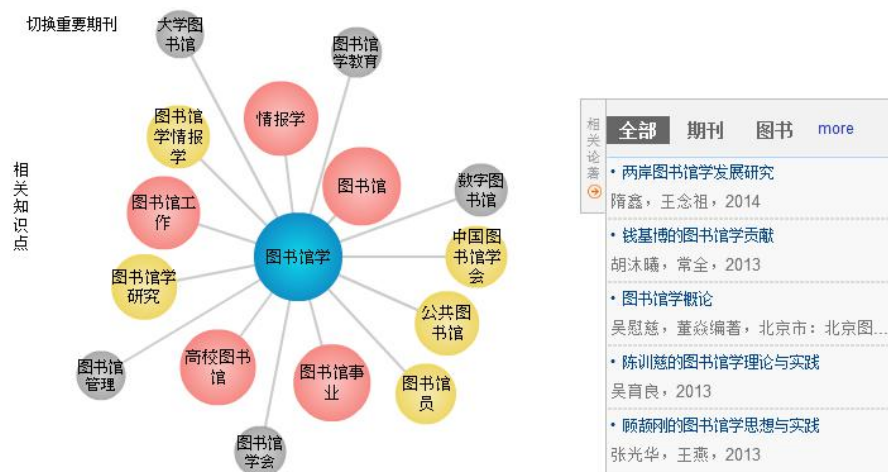 切换重要期刊
大学图
书馆
图书馆
学教育
图书馆
学情报
学
情报学
图书馆
数字图
书馆
图书馆工
作
图书馆学
中国图
书馆学
会
图书馆学
研究
公共图
书馆
图书馆
管理
高校图书
馆
图书馆事
业
图书馆
员
图书馆
学会
相关知识点
相关论著
全部 期刊 图书 more
• 两岸图书馆学发展研究
隋鑫，王念祖，2014
• 钱基博的图书馆学贡献
胡沐曦，常全，2013
• 图书馆学概论
吴慰慈，董焱编著，北京市：北京图...
• 陈训慈的图书馆学理论与实践
吴育良，2013
• 顾颉刚的图书馆学思想与实践
张光华，王燕，2013